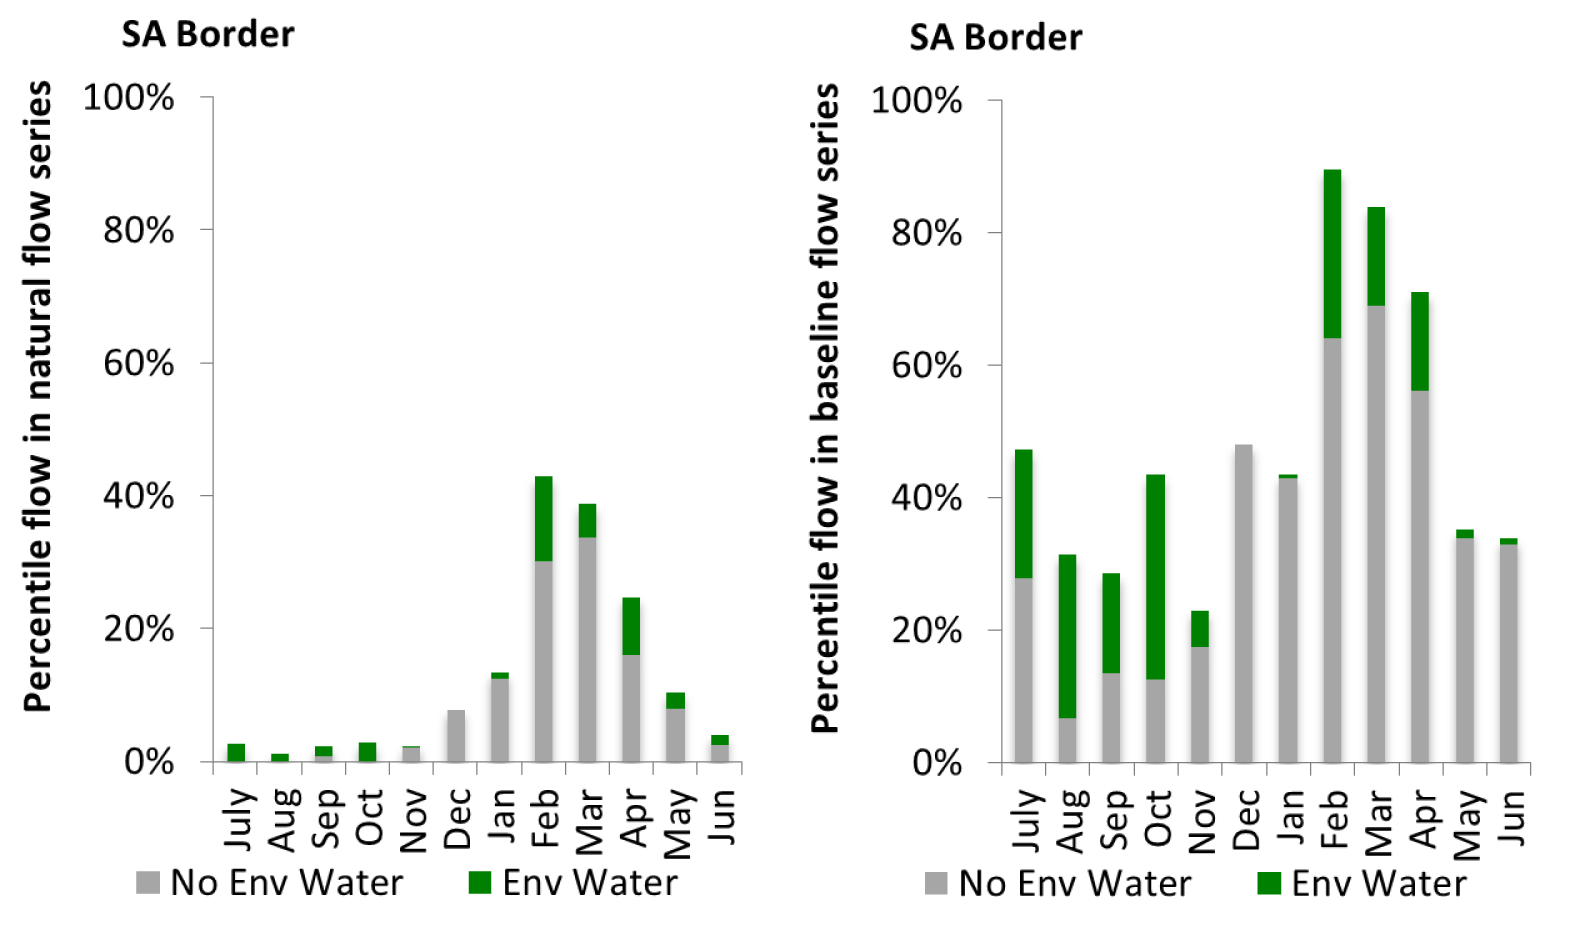 SA Border
Percentile flow in natural flow series
100%
80%
60%
40%
20%
0%
July
Aug
Sep
Oct
Nov
Dec
Jan
Feb
Mar
Apr
May
Jun
No Env Water
Env Water
SA Border
Percentile flow in baseline flow series
100%
80%
60%
40%
20%
0%
July
Aug
Sep
Oct
Nov
Dec
Jan
Feb
Mar
Apr
May
Jun
No Env Water
Env Water